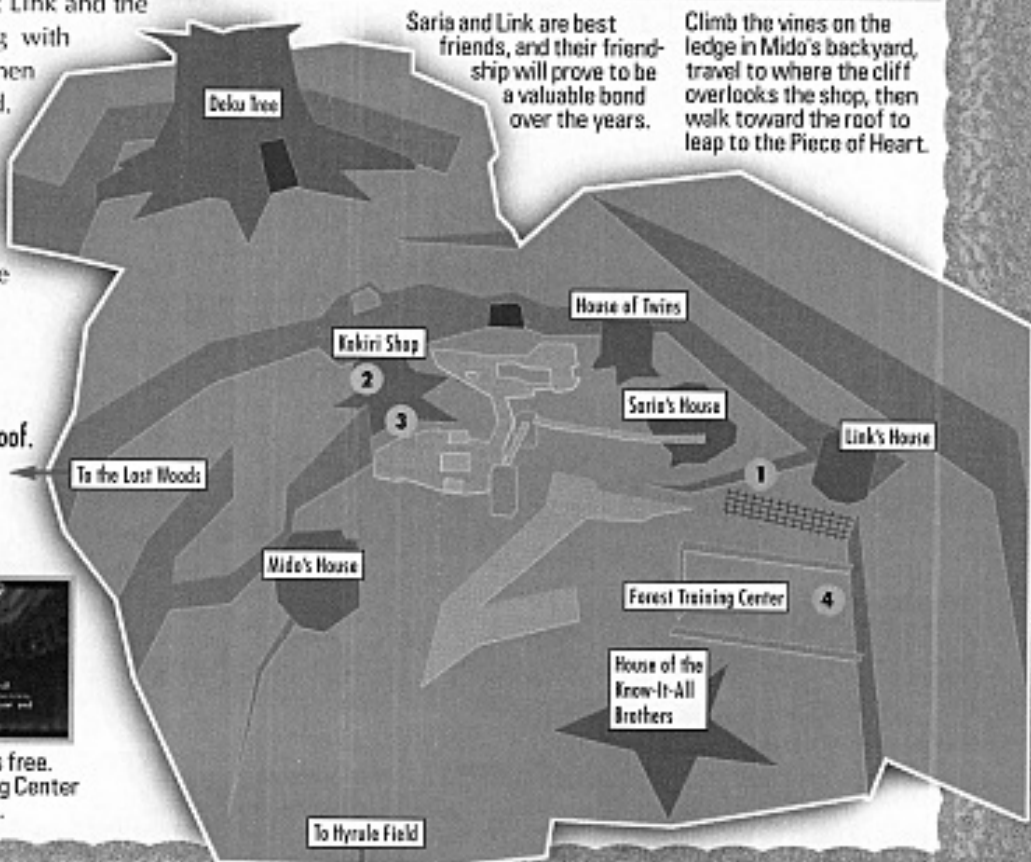 Link and the
g with
hen
d.
Saria and Link are best
friends, and their friend-
ship will prove to be
a valuable bond
over the years.
Climb the vines on the
ledge in Mido's backyard,
travel to where the cliff
overlooks the shop, then
walk toward the roof to
leap to the Piece of Heart.
Deku Tree
e
House of Twins
Kokiri Shop
2
Saria's House
3
oof.
Link's House
To the Lost Woods
1
Mido's House
Forest Training Center
4
House of the
Know-It-All
Brothers
s free.
g Center
To Hyrule Field